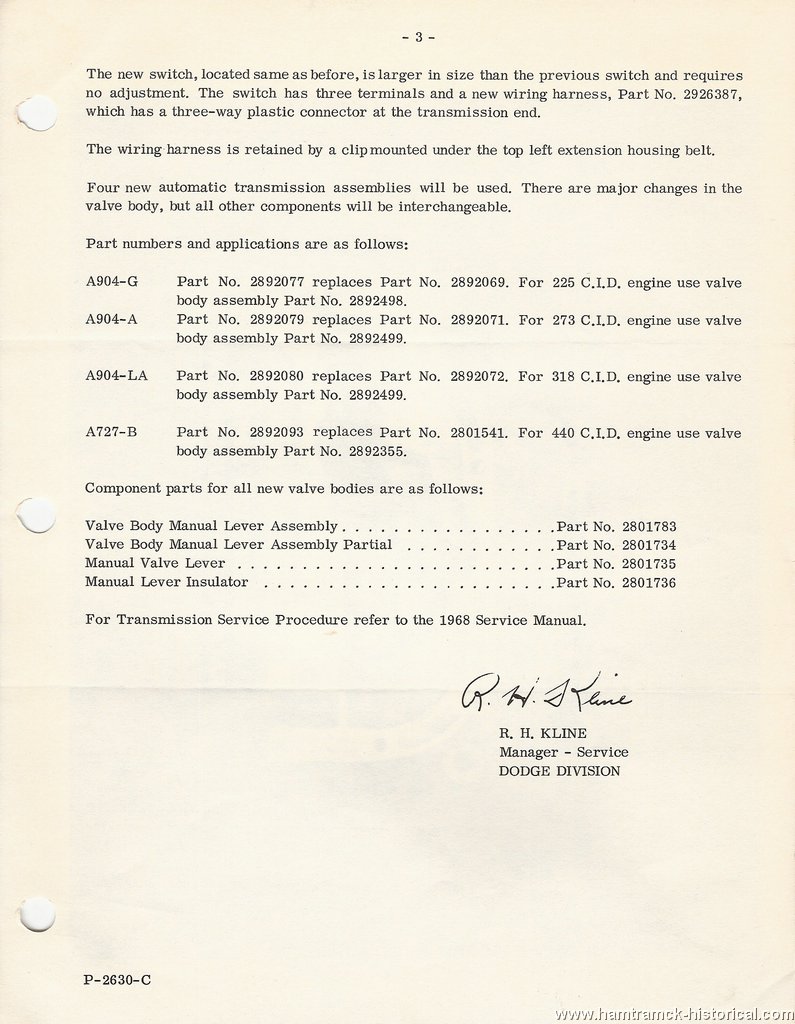 - 3 -
The new switch, located same as before, is larger in size than the previous switch and requires
no adjustment. The switch has three terminals and a new wiring harness, Part No. 2926387,
which has a three-way plastic connector at the transmission end.
The wiring harness is retained by a clip mounted under the top left extension housing belt.
Four new automatic transmission assemblies will be used. There are major changes in the
valve body, but all other components will be interchangeable.
Part numbers and applications are as follows:
A904-G Part No. 2892077 replaces Part No. 2892069. For 225 C.I.D. engine use valve
body assembly Part No. 2892498.
A904-A Part No. 2892079 replaces Part No. 2892071. For 273 C.I.D. engine use valve
body assembly Part No. 2892499.
A904-LA Part No. 2892080 replaces Part No. 2892072. For 318 C.I.D. engine use valve
body assembly Part No. 2892499.
A727-B Part No. 2892093 replaces Part No. 2801541. For 440 C.I.D. engine use valve
body assembly Part No. 2892355.
Component parts for all new valve bodies are as follows:
Valve Body Manual Lever Assembly . . . . . . . . . . . . . . . . . Part No. 2801783
Valve Body Manual Lever Assembly Partial . . . . . . . . . . . . Part No. 2801734
Manual Valve Lever . . . . . . . . . . . . . . . . . . . . . . . . . Part No. 2801735
Manual Lever Insulator . . . . . . . . . . . . . . . . . . . . . . . Part No. 2801736
For Transmission Service Procedure refer to the 1968 Service Manual.
R. H. Kline
R. H. KLINE
Manager - Service
DODGE DIVISION
P-2630-C
www.hamtramck-historical.com